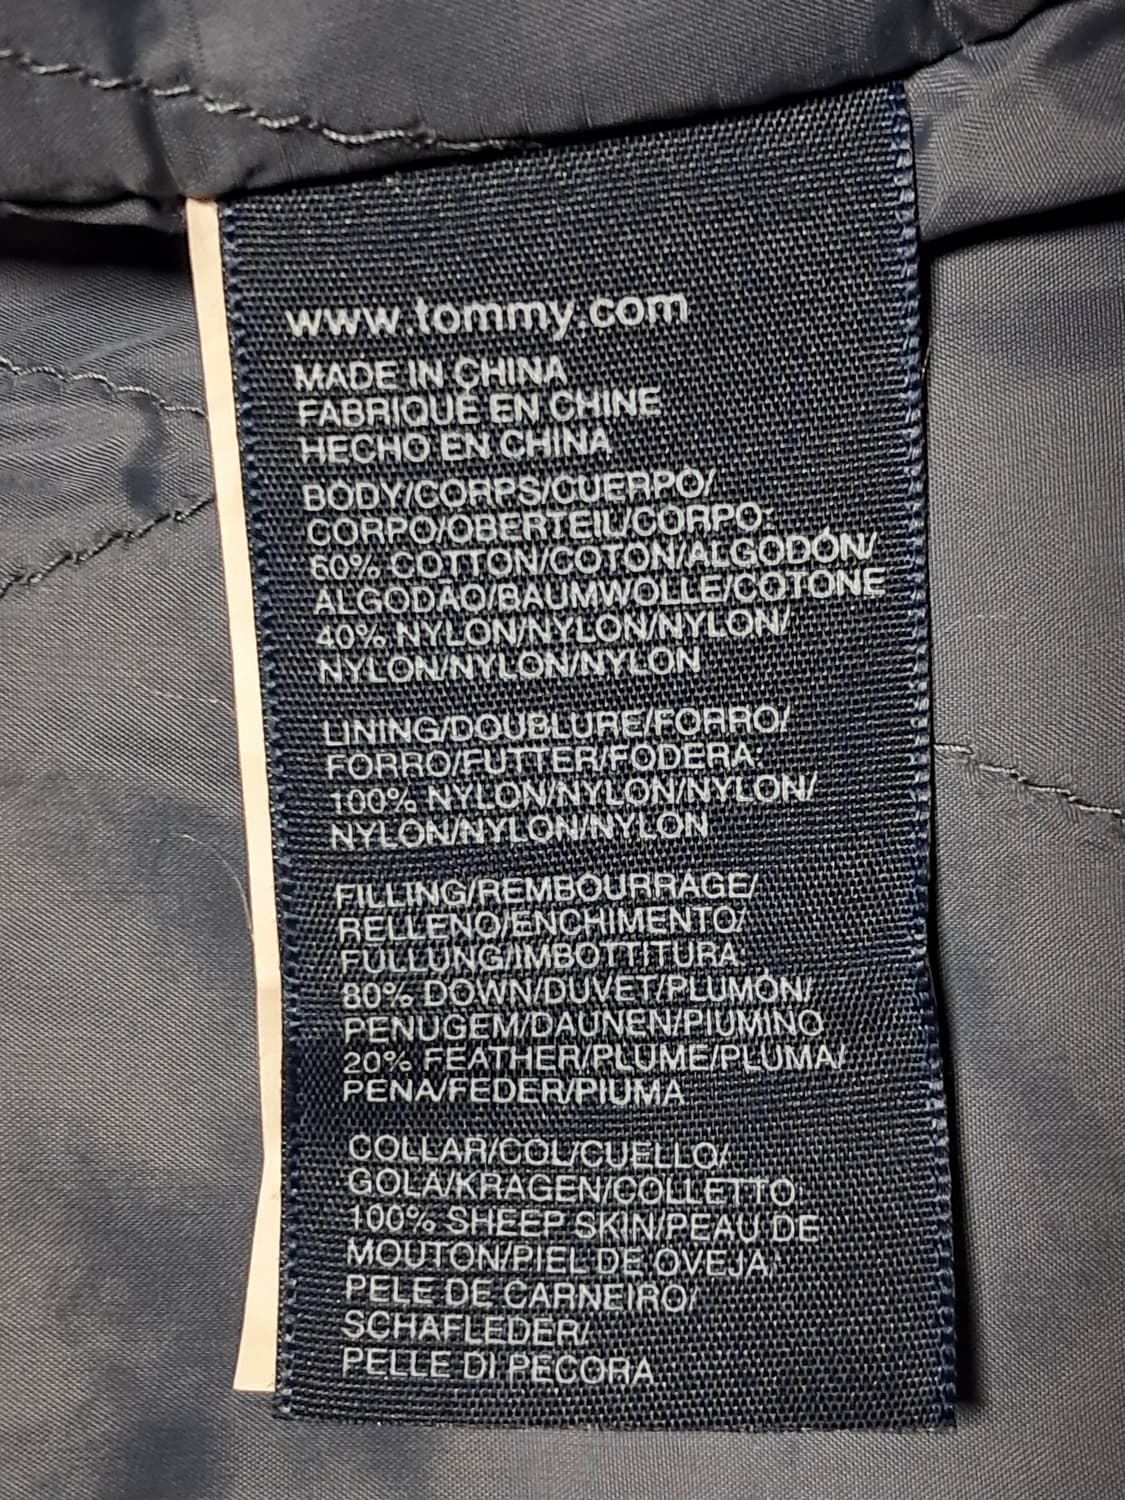 www.tommy.com
MADE IN CHINA
FABRIQUÉ EN CHINE
HECHO EN CHINA
BODY/CORPS/CUERPO/
CORPO/OBERTEIL/CORPO:
60% COTTON/COTON/ALGODÓN/
ALGODÃO/BAUMWOLLE/COTONE
40% NYLON/NYLON/NYLON/
NYLON/NYLON/NYLON
LINING/DOUBLURE/FORRO/
FORRO/FUTTER/FODERA:
100% NYLON/NYLON/NYLON/
NYLON/NYLON/NYLON
FILLING/REMBOURRAGE/
RELLENO/ENCHIMENTO/
FULLUNG/IMBOTTITURA:
80% DOWN/DUVET/PLUMÓN/
PENUGEM/DAUNEN/PIUMINO
20% FEATHER/PLUME/PLUMA/
PENA/FEDER/PIUMA
COLLAR/COL/CUELLO/
GOLA/KRAGEN/COLLETTO:
100% SHEEP SKIN/PEAU DE
MOUTON/PIEL DE OVEJA/
PELE DE CARNEIRO/
SCHAFLEDER/
PELLE DI PECORA